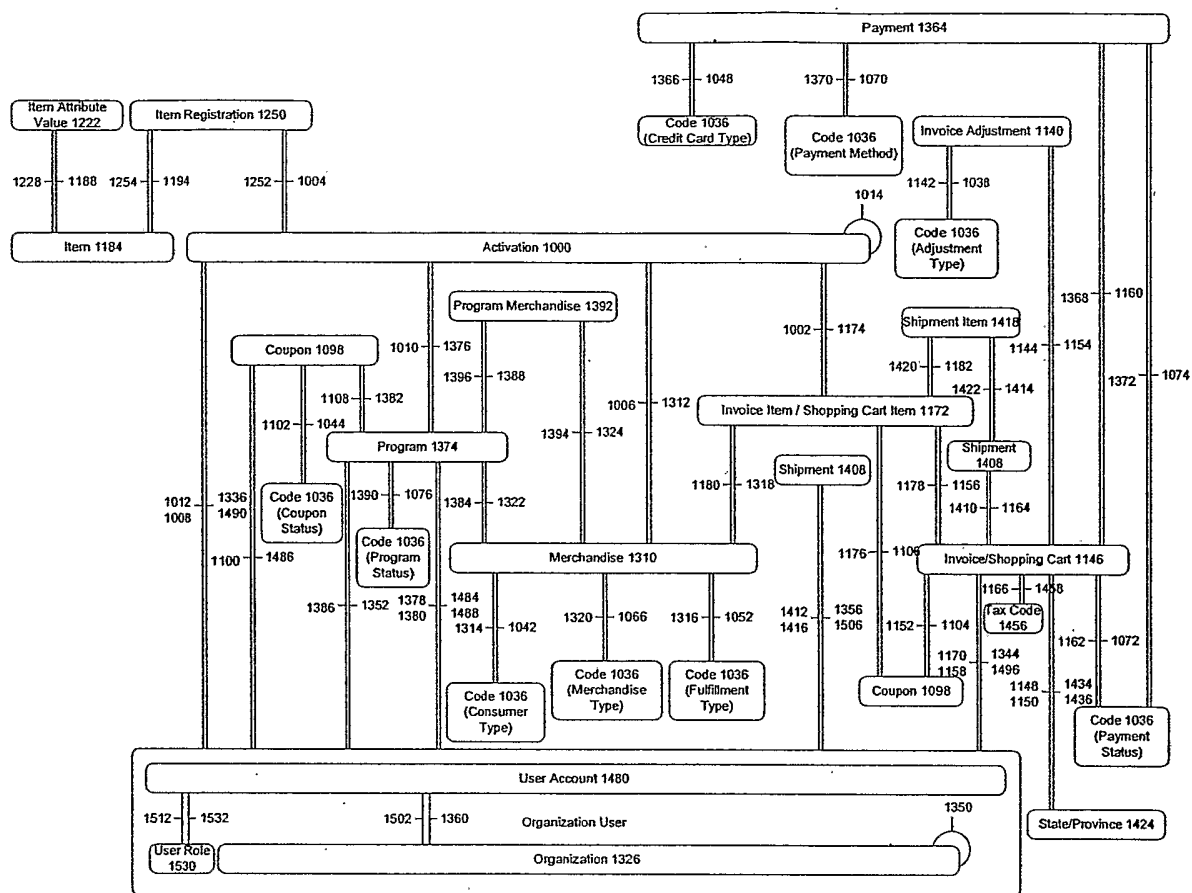 Payment 1364
1366 1048
1370 1070
Item Attribute
Value 1222
Item Registration 1250
Code 1036
(Credit Card Type)
Code 1036
(Payment Method)
Invoice Adjustment 1140
1228 1188
1254 1194
1252 1004
1142 1038
1014
Item 1184
Activation 1000
Code 1036
(Adjustment
Type)
1368 1160
Program Merchandise 1392
1002 1174
Shipment Item 1418
1010 1376
1144 1154
Coupon 1098
1396 1388
1420 1182
1422 1414
1372 1074
1108 1382
1006 1312
Invoice Item / Shopping Cart Item 1172
1102 1044
1394 1324
Program 1374
Shipment
1408
Shipment 1408
1012 1336
1008 1490
Code 1036
(Coupon
Status)
1390 1076
1384 1322
1180 1318
1178 1156
1410 1164
Code 1036
(Program
Status)
Merchandise 1310
1176 1106
Invoice/Shopping Cart 1146
1100 1486
1166 1458
Tax Code
1456
1386 1352
1378 1484
1380 1488
1314 1042
1320 1066
1316 1052
1412 1356
1416 1506
1152 1104
1162 1072
1170 1344
1158 1496
Code 1036
(Consumer
Type)
Code 1036
(Merchandise
Type)
Code 1036
(Fulfillment
Type)
Coupon 1098
1148 1434
1150 1436
Code 1036
(Payment
Status)
User Account 1480
1512 1532
1502 1360
Organization User
1350
State/Province 1424
User Role
1530
Organization 1326